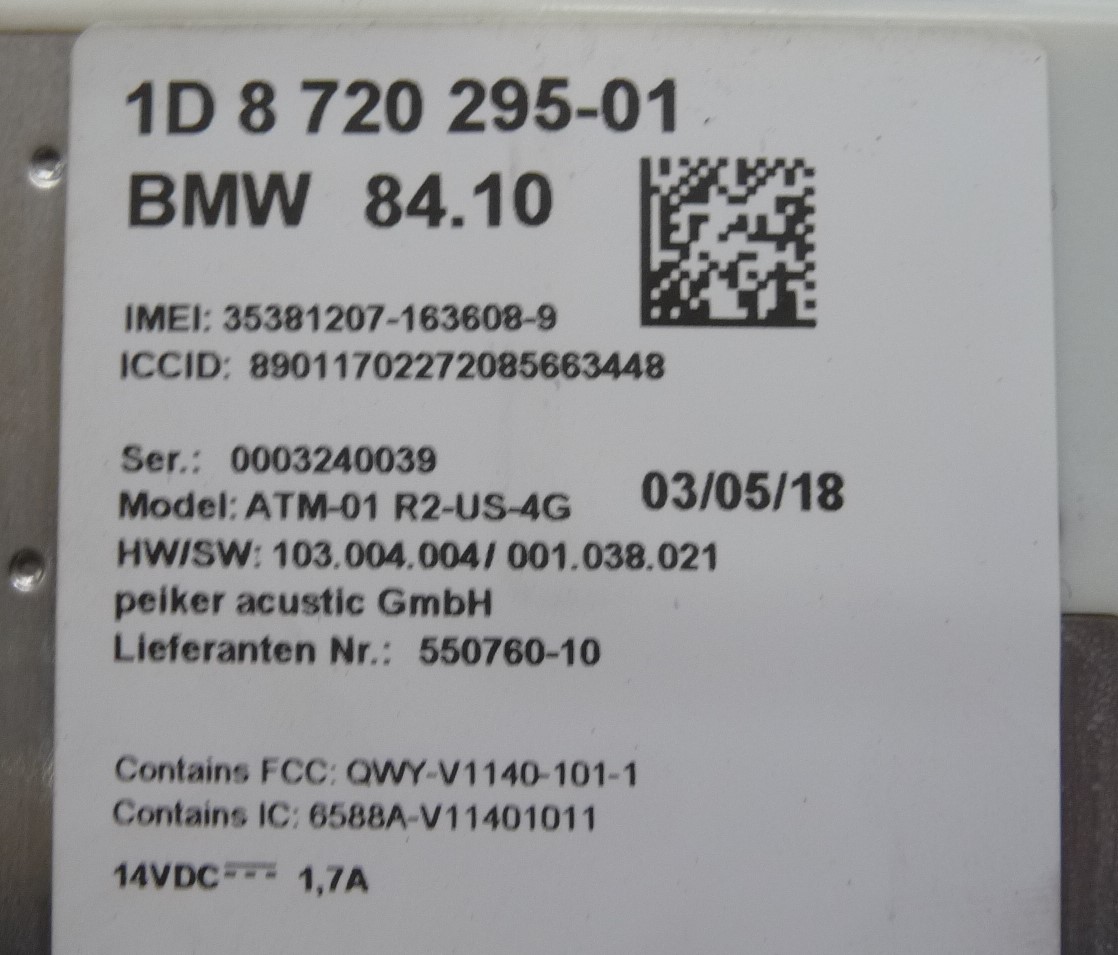 1D 8 720 295-01
BMW 84.10
IMEI: 35381207-163608-9
ICCID: 89011702272085663448
Ser.: 0003240039
03/05/18
Model: ATM-01 R2-US-4G
HW/SW: 103.004.004/ 001.038.021
peiker acustic GmbH
Lieferanten Nr.: 550760-10
Contains FCC: QWY-V1140-101-1
Contains IC: 6588A-V11401011
14VDC⎓ 1,7A